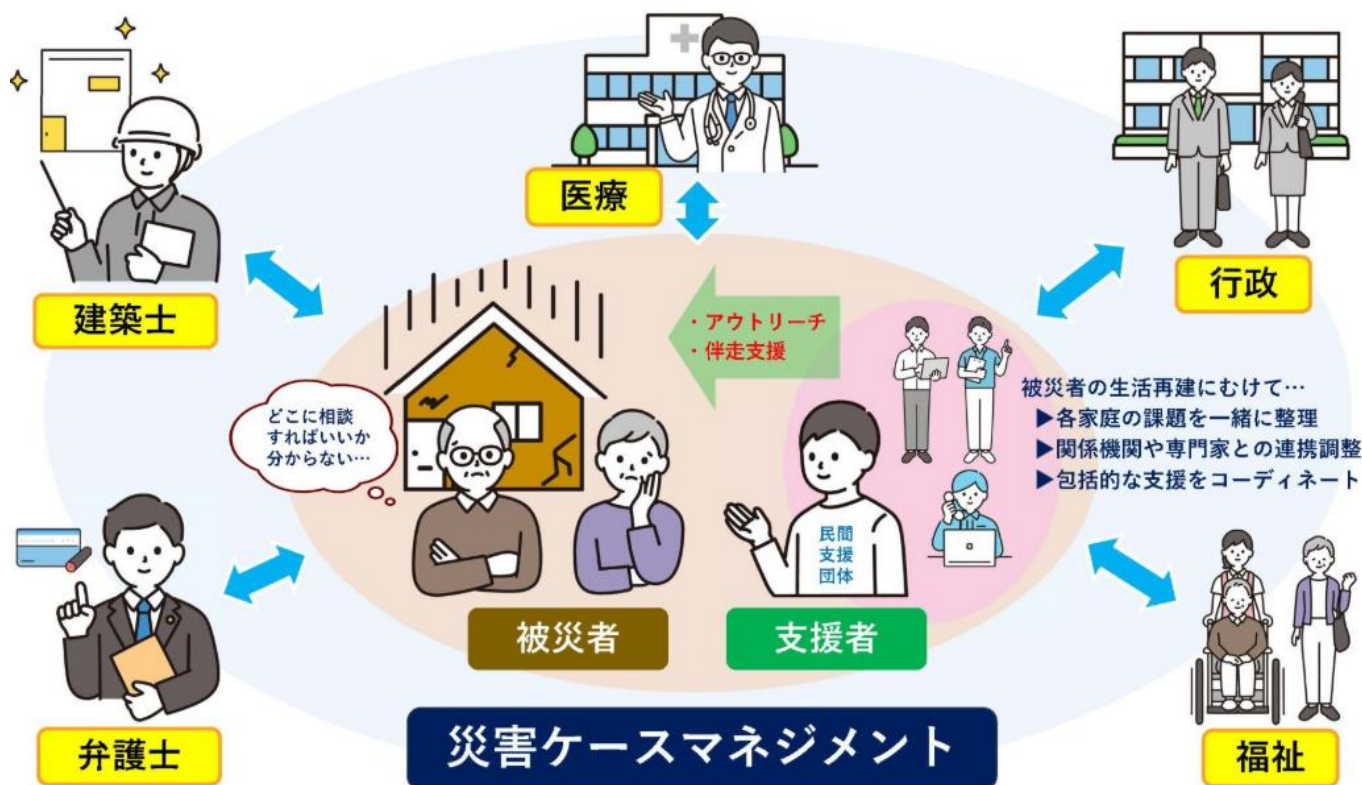 医療
建築士
行政
・アウトリーチ
・伴走支援
どこに相談
すればいいか
分からない…
被災者の生活再建にむけて…
▶各家庭の課題を一緒に整理
▶関係機関や専門家との連携調整
▶包括的な支援をコーディネート
民間
支援
団体
被災者
支援者
弁護士
福祉
災害ケースマネジメント